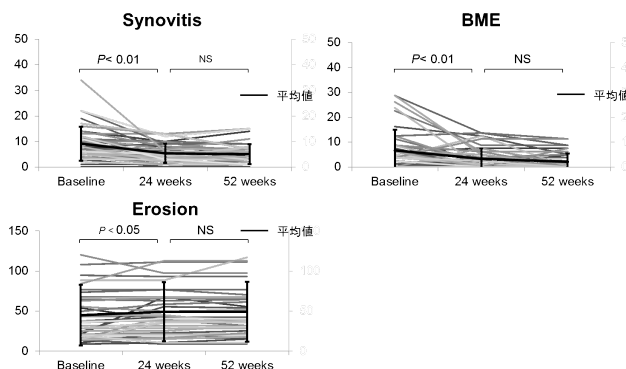 Synovitis
50
40
30
20
10
0
P< 0.01
NS
平均値
Baseline
24 weeks
52 weeks
BME
50
40
30
20
10
0
P< 0.01
NS
平均値
Baseline
24 weeks
52 weeks
Erosion
150
100
50
0
P < 0.05
NS
平均値
Baseline
24 weeks
52 weeks